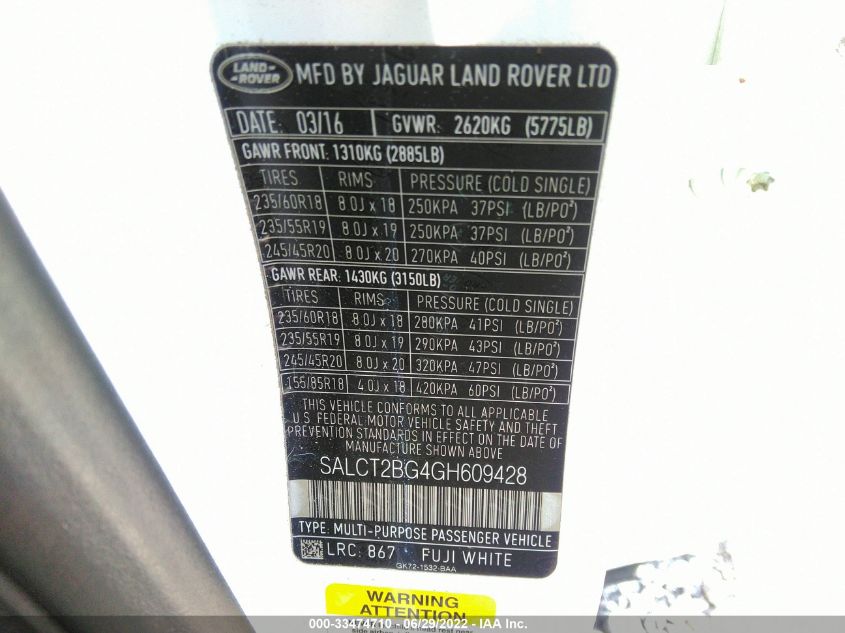 LAND-
-ROVER
MFD BY JAGUAR LAND ROVER LTD
DATE: 03/16 GVWR: 2620KG (5775LB)
GAWR FRONT: 1310KG (2885LB)
TIRES RIMS PRESSURE (COLD SINGLE)
235/60R18 8.0J x 18 250KPA 37PSI (LB/PO²)
235/55R19 8.0J x 19 250KPA 37PSI (LB/PO²)
245/45R20 8.0J x 20 270KPA 40PSI (LB/PO²)
GAWR REAR: 1430KG (3150LB)
TIRES RIMS PRESSURE (COLD SINGLE)
235/60R18 8.0J x 18 280KPA 41PSI (LB/PO²)
235/55R19 8.0J x 19 290KPA 43PSI (LB/PO²)
245/45R20 8.0J x 20 320KPA 47PSI (LB/PO²)
155/85R18 4.0J x 18 420KPA 60PSI (LB/PO²)
THIS VEHICLE CONFORMS TO ALL APPLICABLE
U.S. FEDERAL MOTOR VEHICLE SAFETY AND THEFT
PREVENTION STANDARDS IN EFFECT ON THE DATE
OF MANUFACTURE SHOWN ABOVE
SALCT2BG4GH609428
TYPE: MULTI-PURPOSE PASSENGER VEHICLE
LRC: 867 FUJI WHITE
GK72-1532-BAA
WARNING
ATTENTION
000-33474710 - 06/29/2022 - IAA Inc.